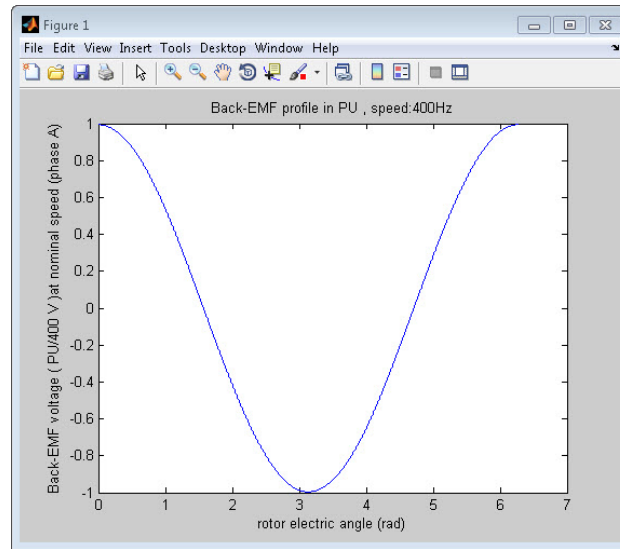 Figure 1
File Edit View Insert Tools Desktop Window Help
Back-EMF profile in PU , speed:400Hz
Back-EMF voltage ( PU/400 V )at nominal speed (phase A)
1
0.8
0.6
0.4
0.2
0
-0.2
-0.4
-0.6
-0.8
-1
0 1 2 3 4 5 6 7
rotor electric angle (rad)